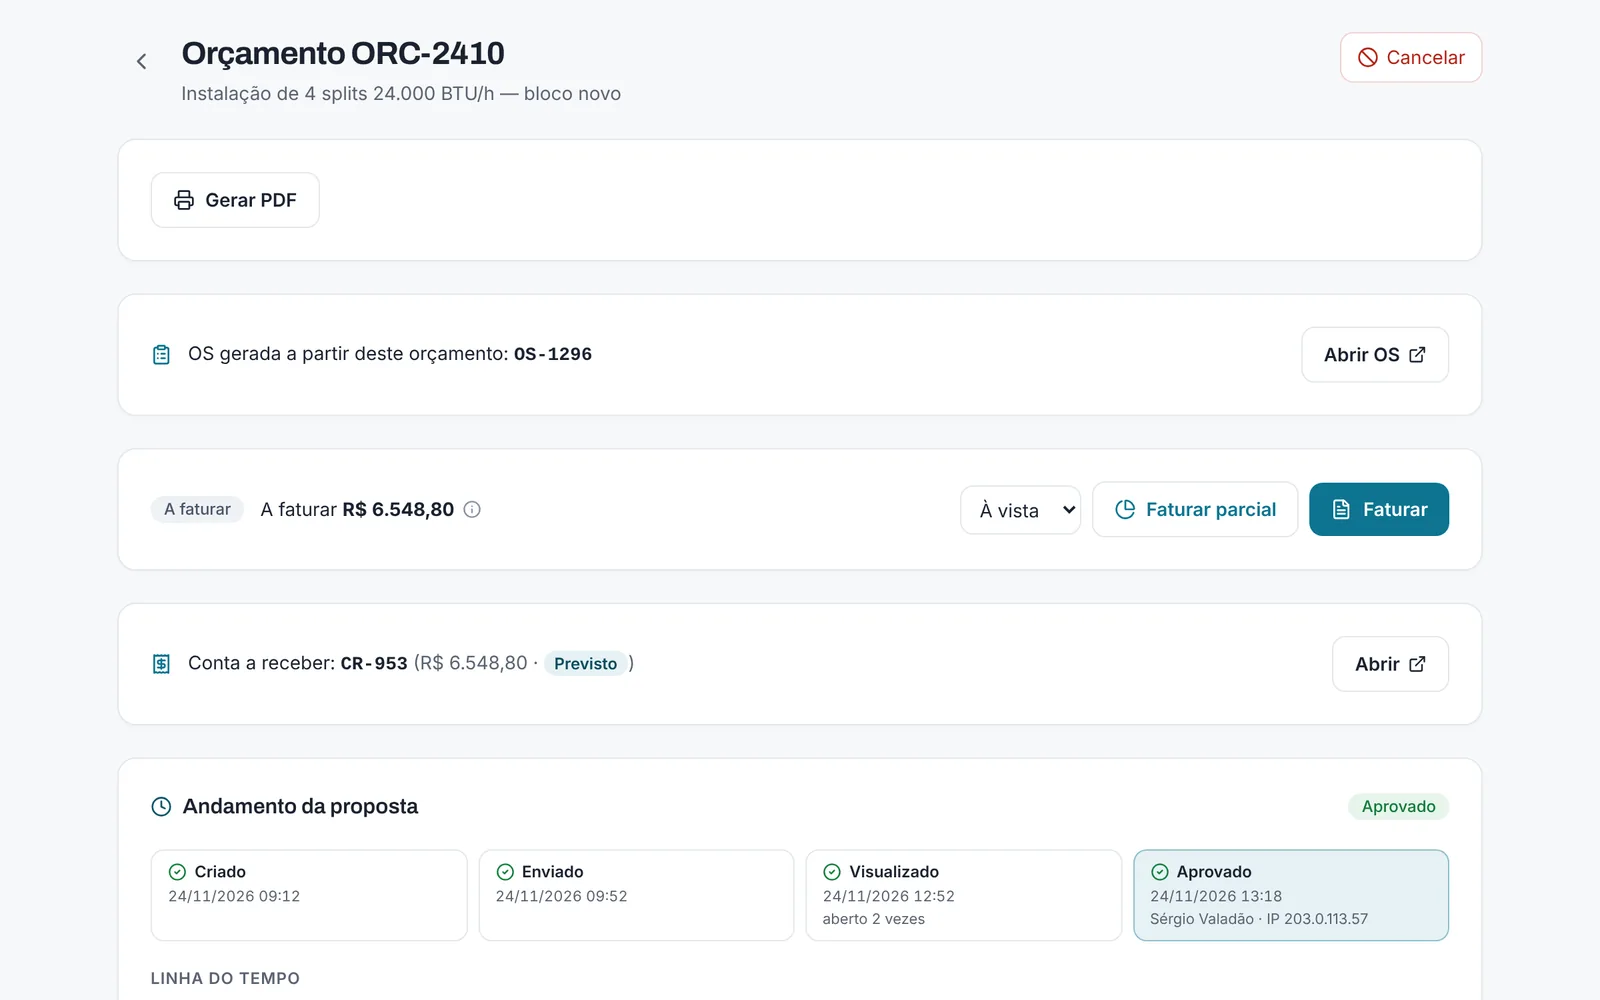 Orçamento ORC-2410
Instalação de 4 splits 24.000 BTU/h — bloco novo
Cancelar
Gerar PDF
OS gerada a partir deste orçamento: OS-1296
Abrir OS
A faturar
A faturar R$ 6.548,80
À vista
Faturar parcial
Faturar
Conta a receber: CR-953 (R$ 6.548,80 · Previsto)
Abrir
Andamento da proposta
Aprovado
Criado
24/11/2026 09:12
Enviado
24/11/2026 09:52
Visualizado
24/11/2026 12:52
aberto 2 vezes
Aprovado
24/11/2026 13:18
Sérgio Valadão · IP 203.0.113.57
LINHA DO TEMPO